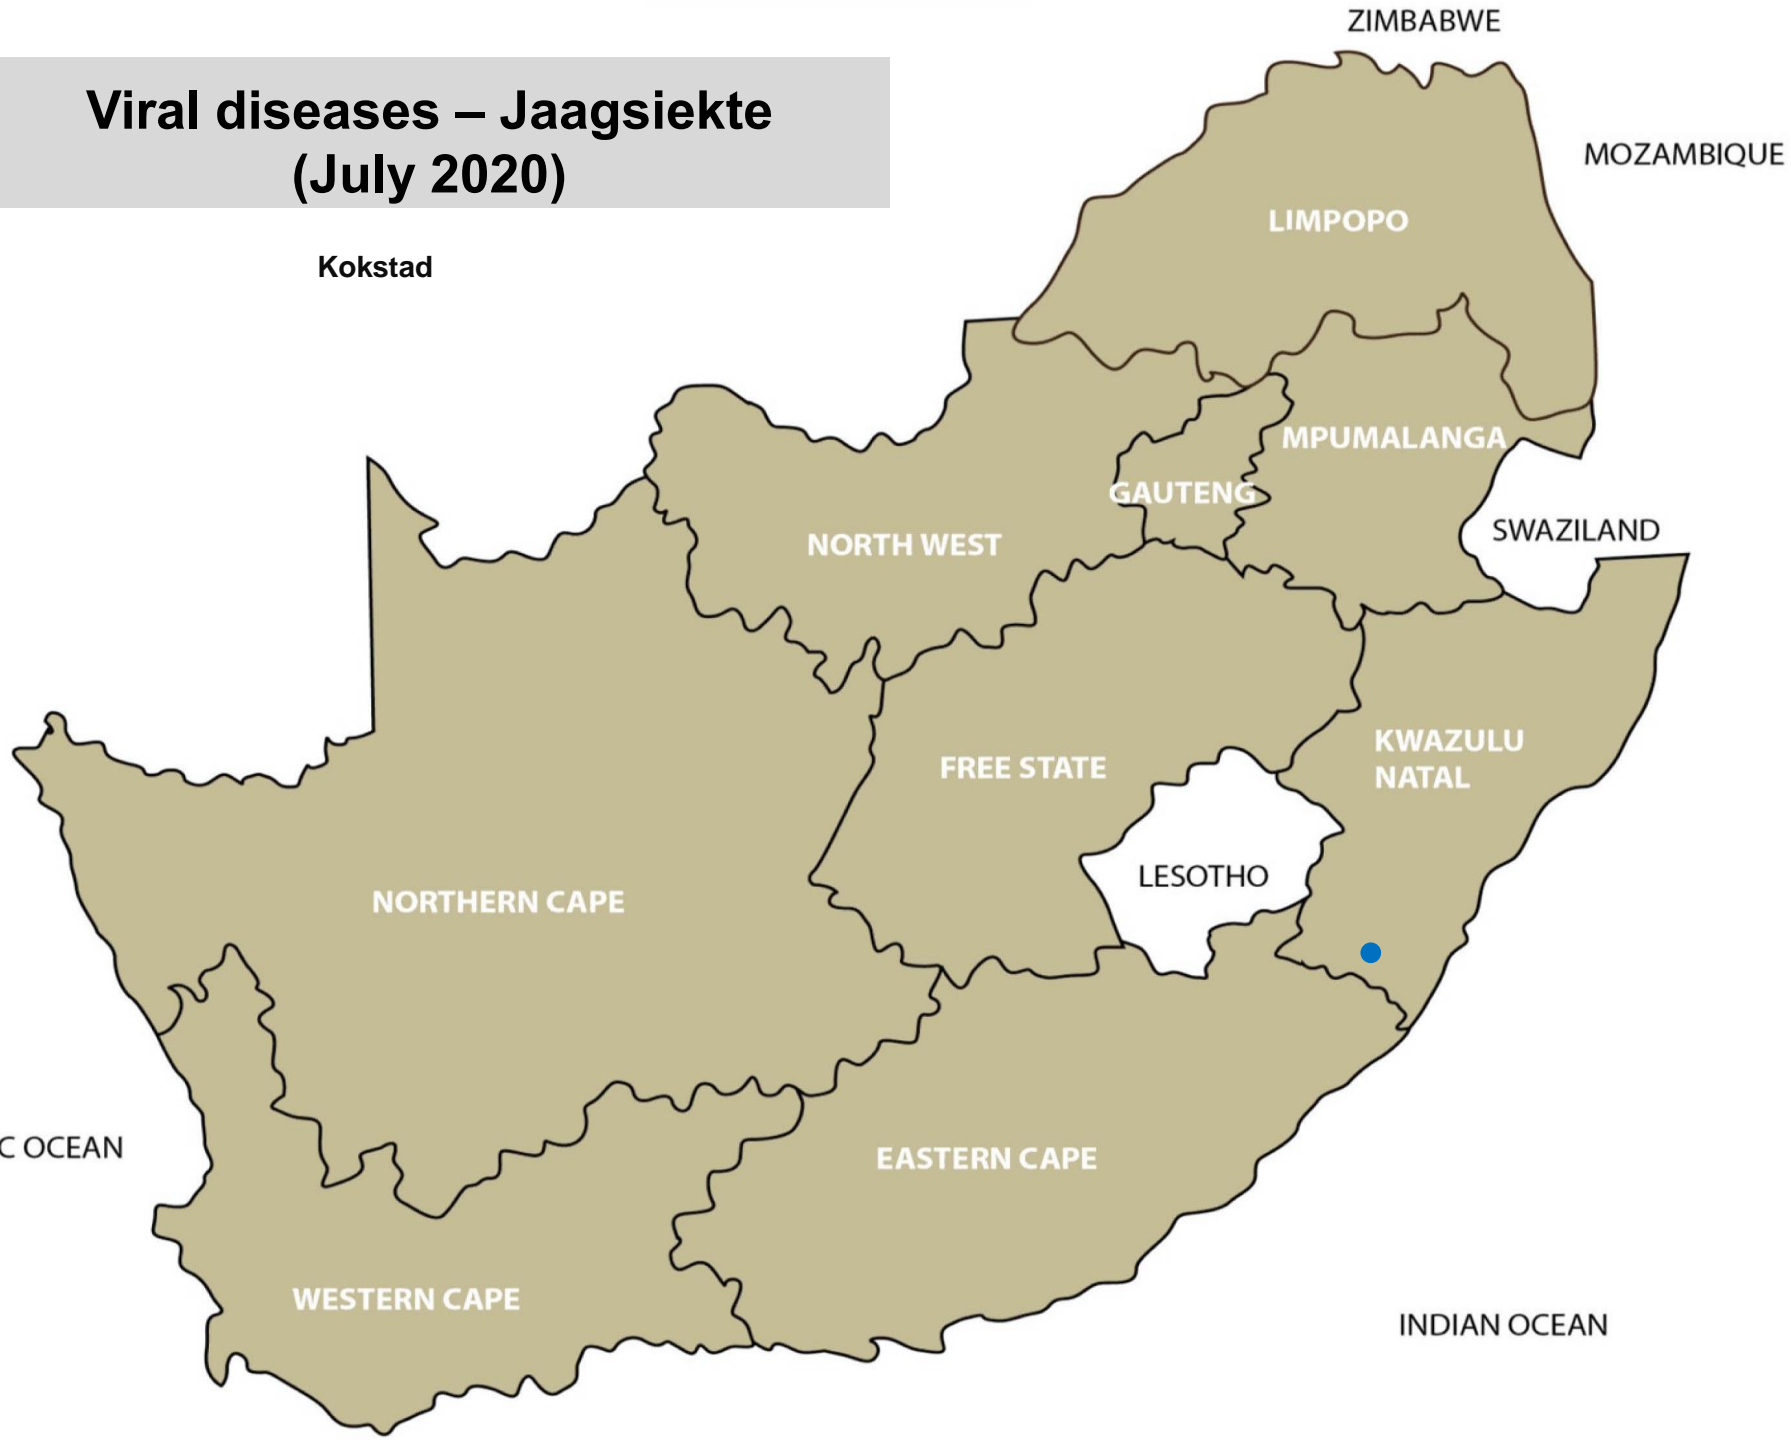 ZIMBABWE
Viral diseases – Jaagsiekte
(July 2020)
MOZAMBIQUE
LIMPOPO
Kokstad
MPUMALANGA
GAUTENG
SWAZILAND
NORTH WEST
KWAZULU
NATAL
FREE STATE
LESOTHO
NORTHERN CAPE
C OCEAN
EASTERN CAPE
WESTERN CAPE
INDIAN OCEAN